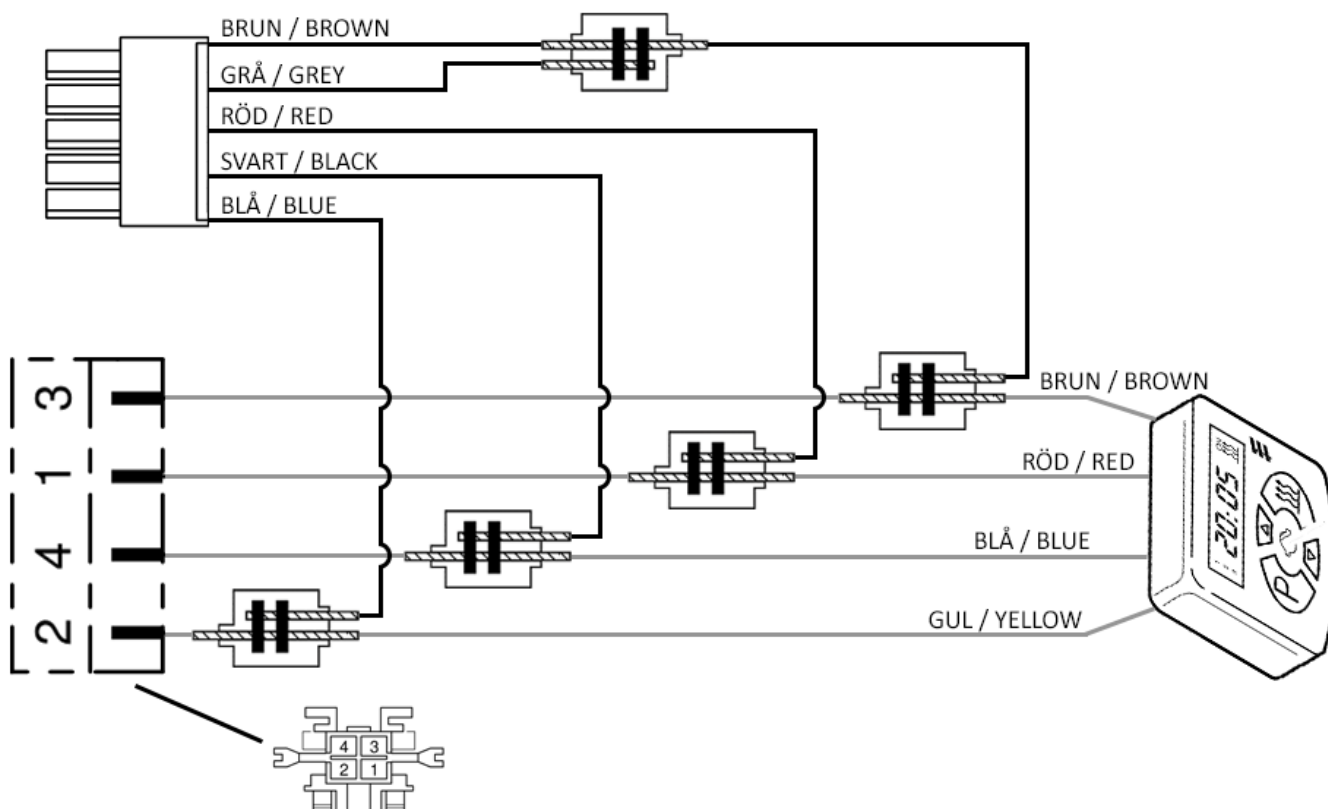 BRUN / BROWN
GRÅ / GREY
RÖD / RED
SVART / BLACK
BLÅ / BLUE
3
BRUN / BROWN
1
RÖD / RED
4
BLÅ / BLUE
2
GUL / YELLOW
20:05
P
4 3
2 1